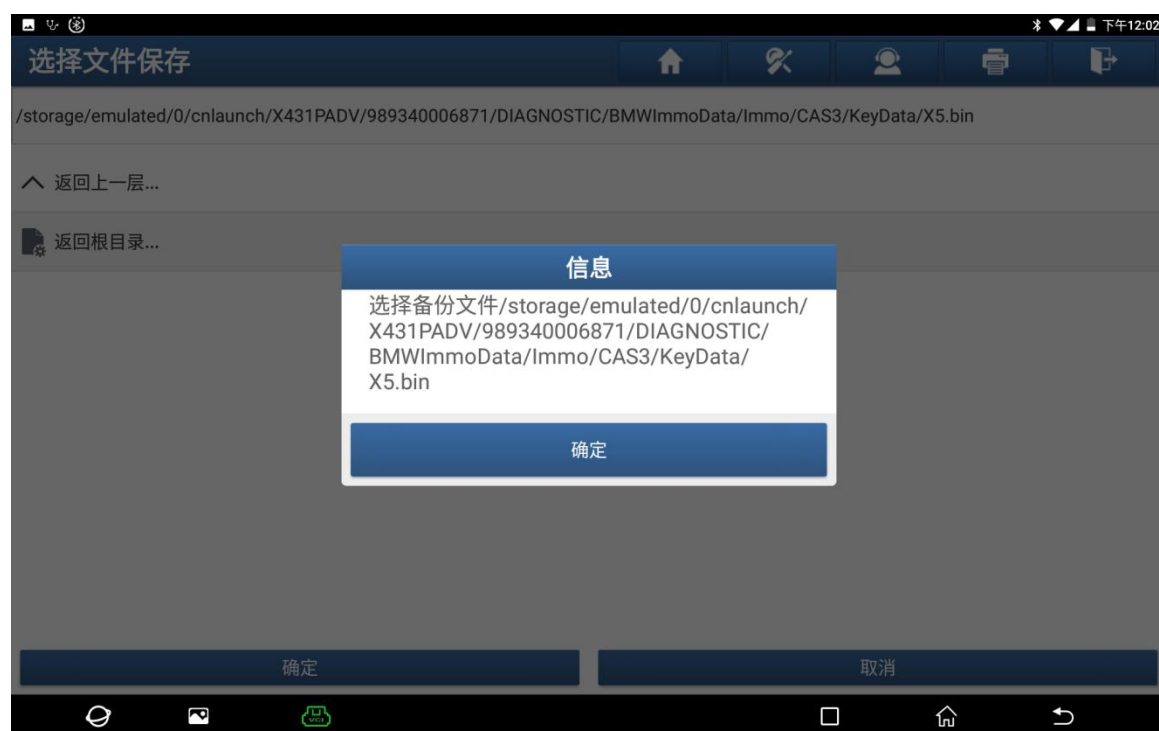 下午12:02
选择文件保存
/storage/emulated/0/cnlaunch/X431PADV/989340006871/DIAGNOSTIC/BMWImmoData/Immo/CAS3/KeyData/X5.bin
返回上一层...
返回根目录...
信息
选择备份文件/storage/emulated/0/cnlaunch/
X431PADV/989340006871/DIAGNOSTIC/
BMWImmoData/Immo/CAS3/KeyData/
X5.bin
确定
确定
取消
VCI